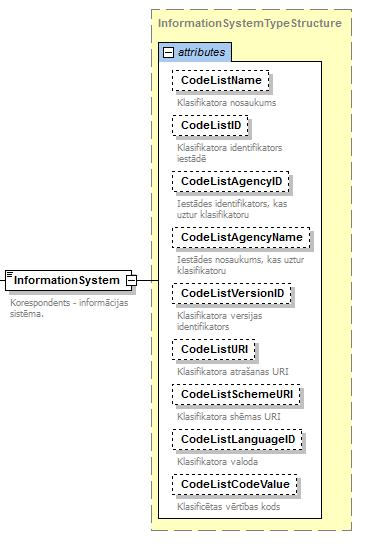 InformationSystemTypeStructure
attributes
CodeListName
Klasifikatora nosaukums
CodeListID
Klasifikatora identifikators
iestādē
CodeListAgencyID
Iestādes identifikators, kas
uztur klasifikatoru
CodeListAgencyName
Iestādes nosaukums, kas uztur
klasifikatoru
InformationSystem
Korespondents - informācijas
sistēma.
CodeListVersionID
Klasifikatora versijas
identifikators
CodeListURI
Klasifikatora atrašanas URI
CodeListSchemeURI
Klasifikatora shēmas URI
CodeListLanguageID
Klasifikatora valoda
CodeListCodeValue
Klasificētas vērtības kods